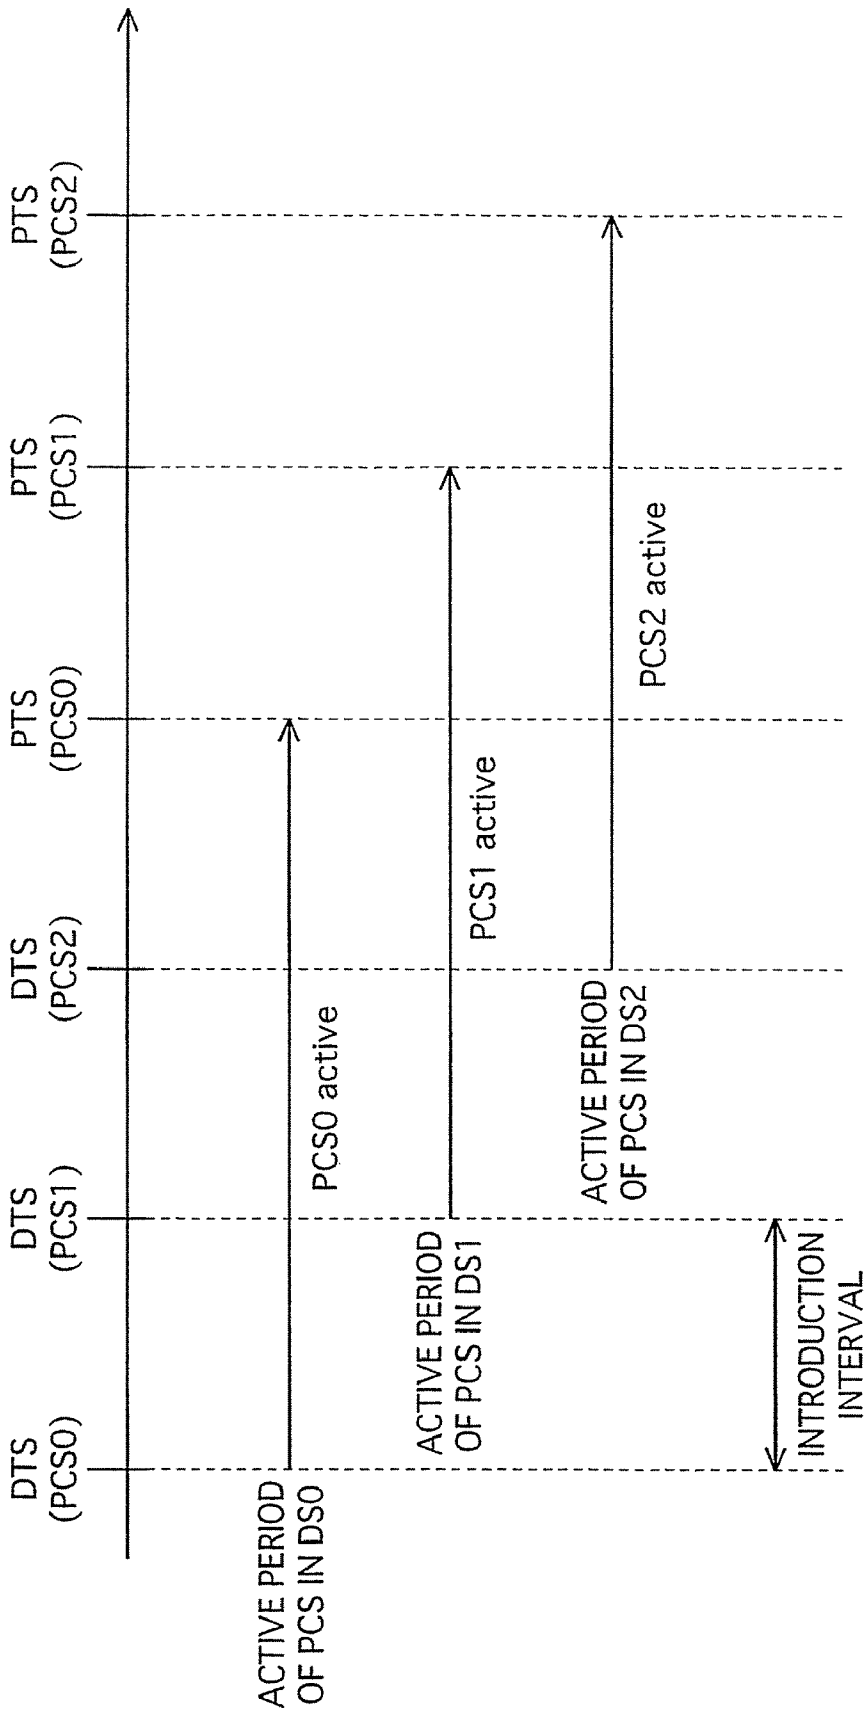 DTS
(PCS0)
DTS
(PCS1)
DTS
(PCS2)
PTS
(PCS0)
PTS
(PCS1)
PTS
(PCS2)
ACTIVE PERIOD
OF PCS IN DS0
PCS0 active
ACTIVE PERIOD
OF PCS IN DS1
PCS1 active
ACTIVE PERIOD
OF PCS IN DS2
PCS2 active
INTRODUCTION
INTERVAL